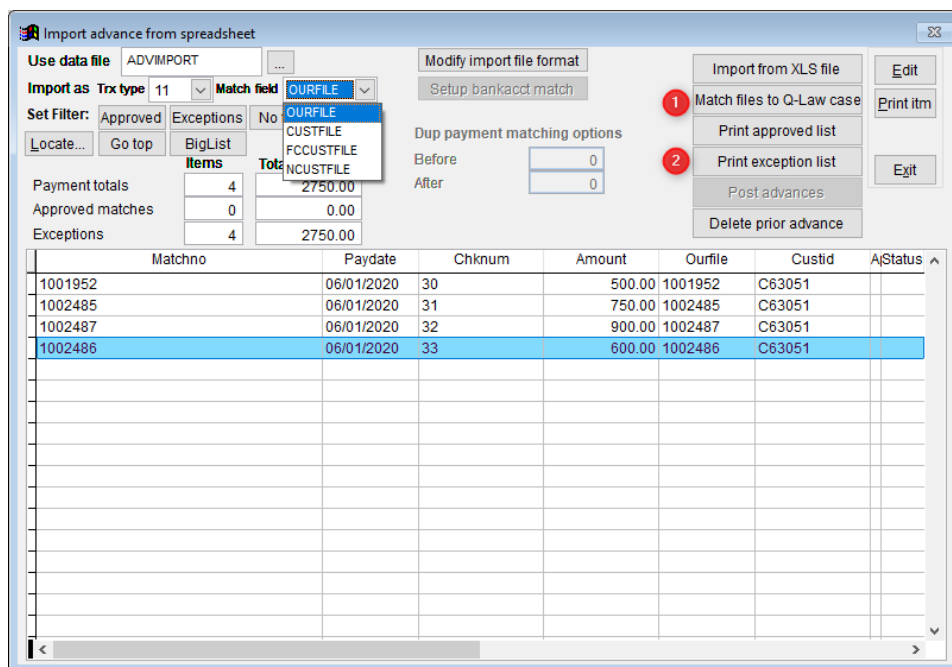 Import advance from spreadsheet
Use data file ADVIMPORT ... Modify import file format Import from XLS file Edit
Import as Trx type 11 Match field OURFILE Setup bankacct match 1 Match files to Q-Law case Print itm
Set Filter: Approved Exceptions No OURFILE
CUSTFILE Dup payment matching options Print approved list
Locate... Go top BigList FCCUSTFILE Before 0 2 Print exception list Exit
Items NCUSTFILE
Payment totals 4 2750.00 After 0 Post advances
Approved matches 0 0.00 Delete prior advance
Exceptions 4 2750.00
Matchno Paydate Chknum Amount Ourfile Custid A Status
1001952 06/01/2020 30 500.00 1001952 C63051
1002485 06/01/2020 31 750.00 1002485 C63051
1002487 06/01/2020 32 900.00 1002487 C63051
1002486 06/01/2020 33 600.00 1002486 C63051